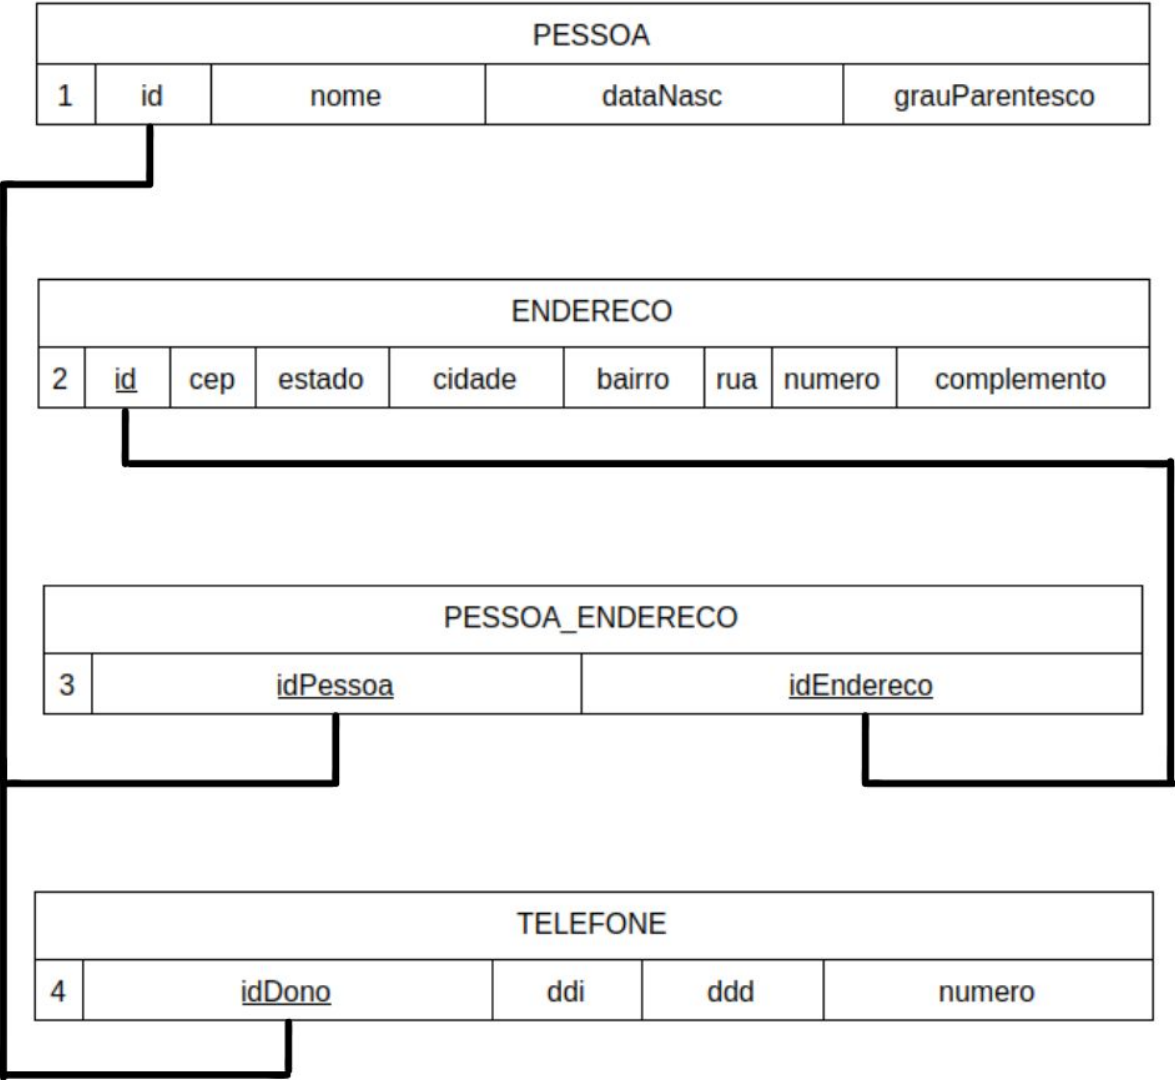 PESSOA
1 id nome dataNasc grauParentesco
ENDERECO
2 id cep estado cidade bairro rua numero complemento
PESSOA_ENDERECO
3 idPessoa idEndereco
TELEFONE
4 idDono ddi ddd numero